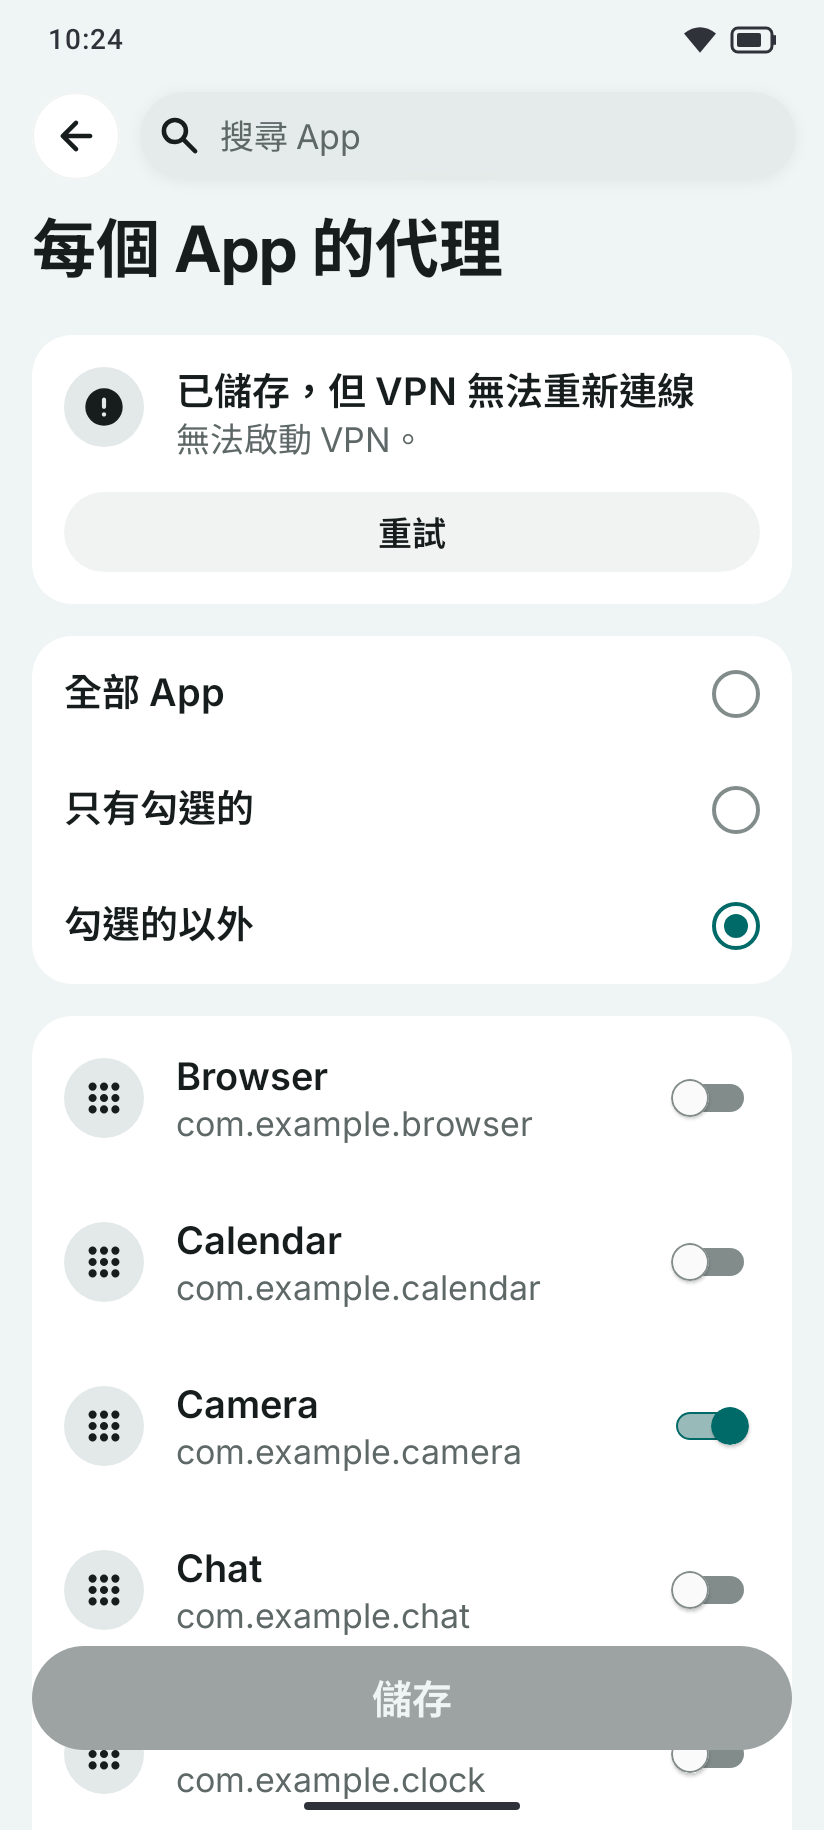 10:24
搜尋 App
每個 App 的代理
已儲存，但 VPN 無法重新連線
無法啟動 VPN。
重試
全部 App
只有勾選的
勾選的以外
Browser
com.example.browser
Calendar
com.example.calendar
Camera
com.example.camera
Chat
com.example.chat
儲存
com.example.clock